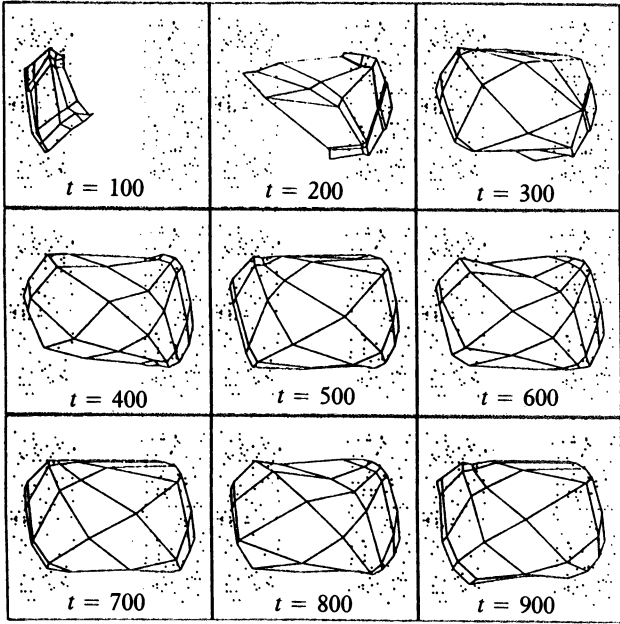 t = 100
t = 200
t = 300
t = 400
t = 500
t = 600
t = 700
t = 800
t = 900